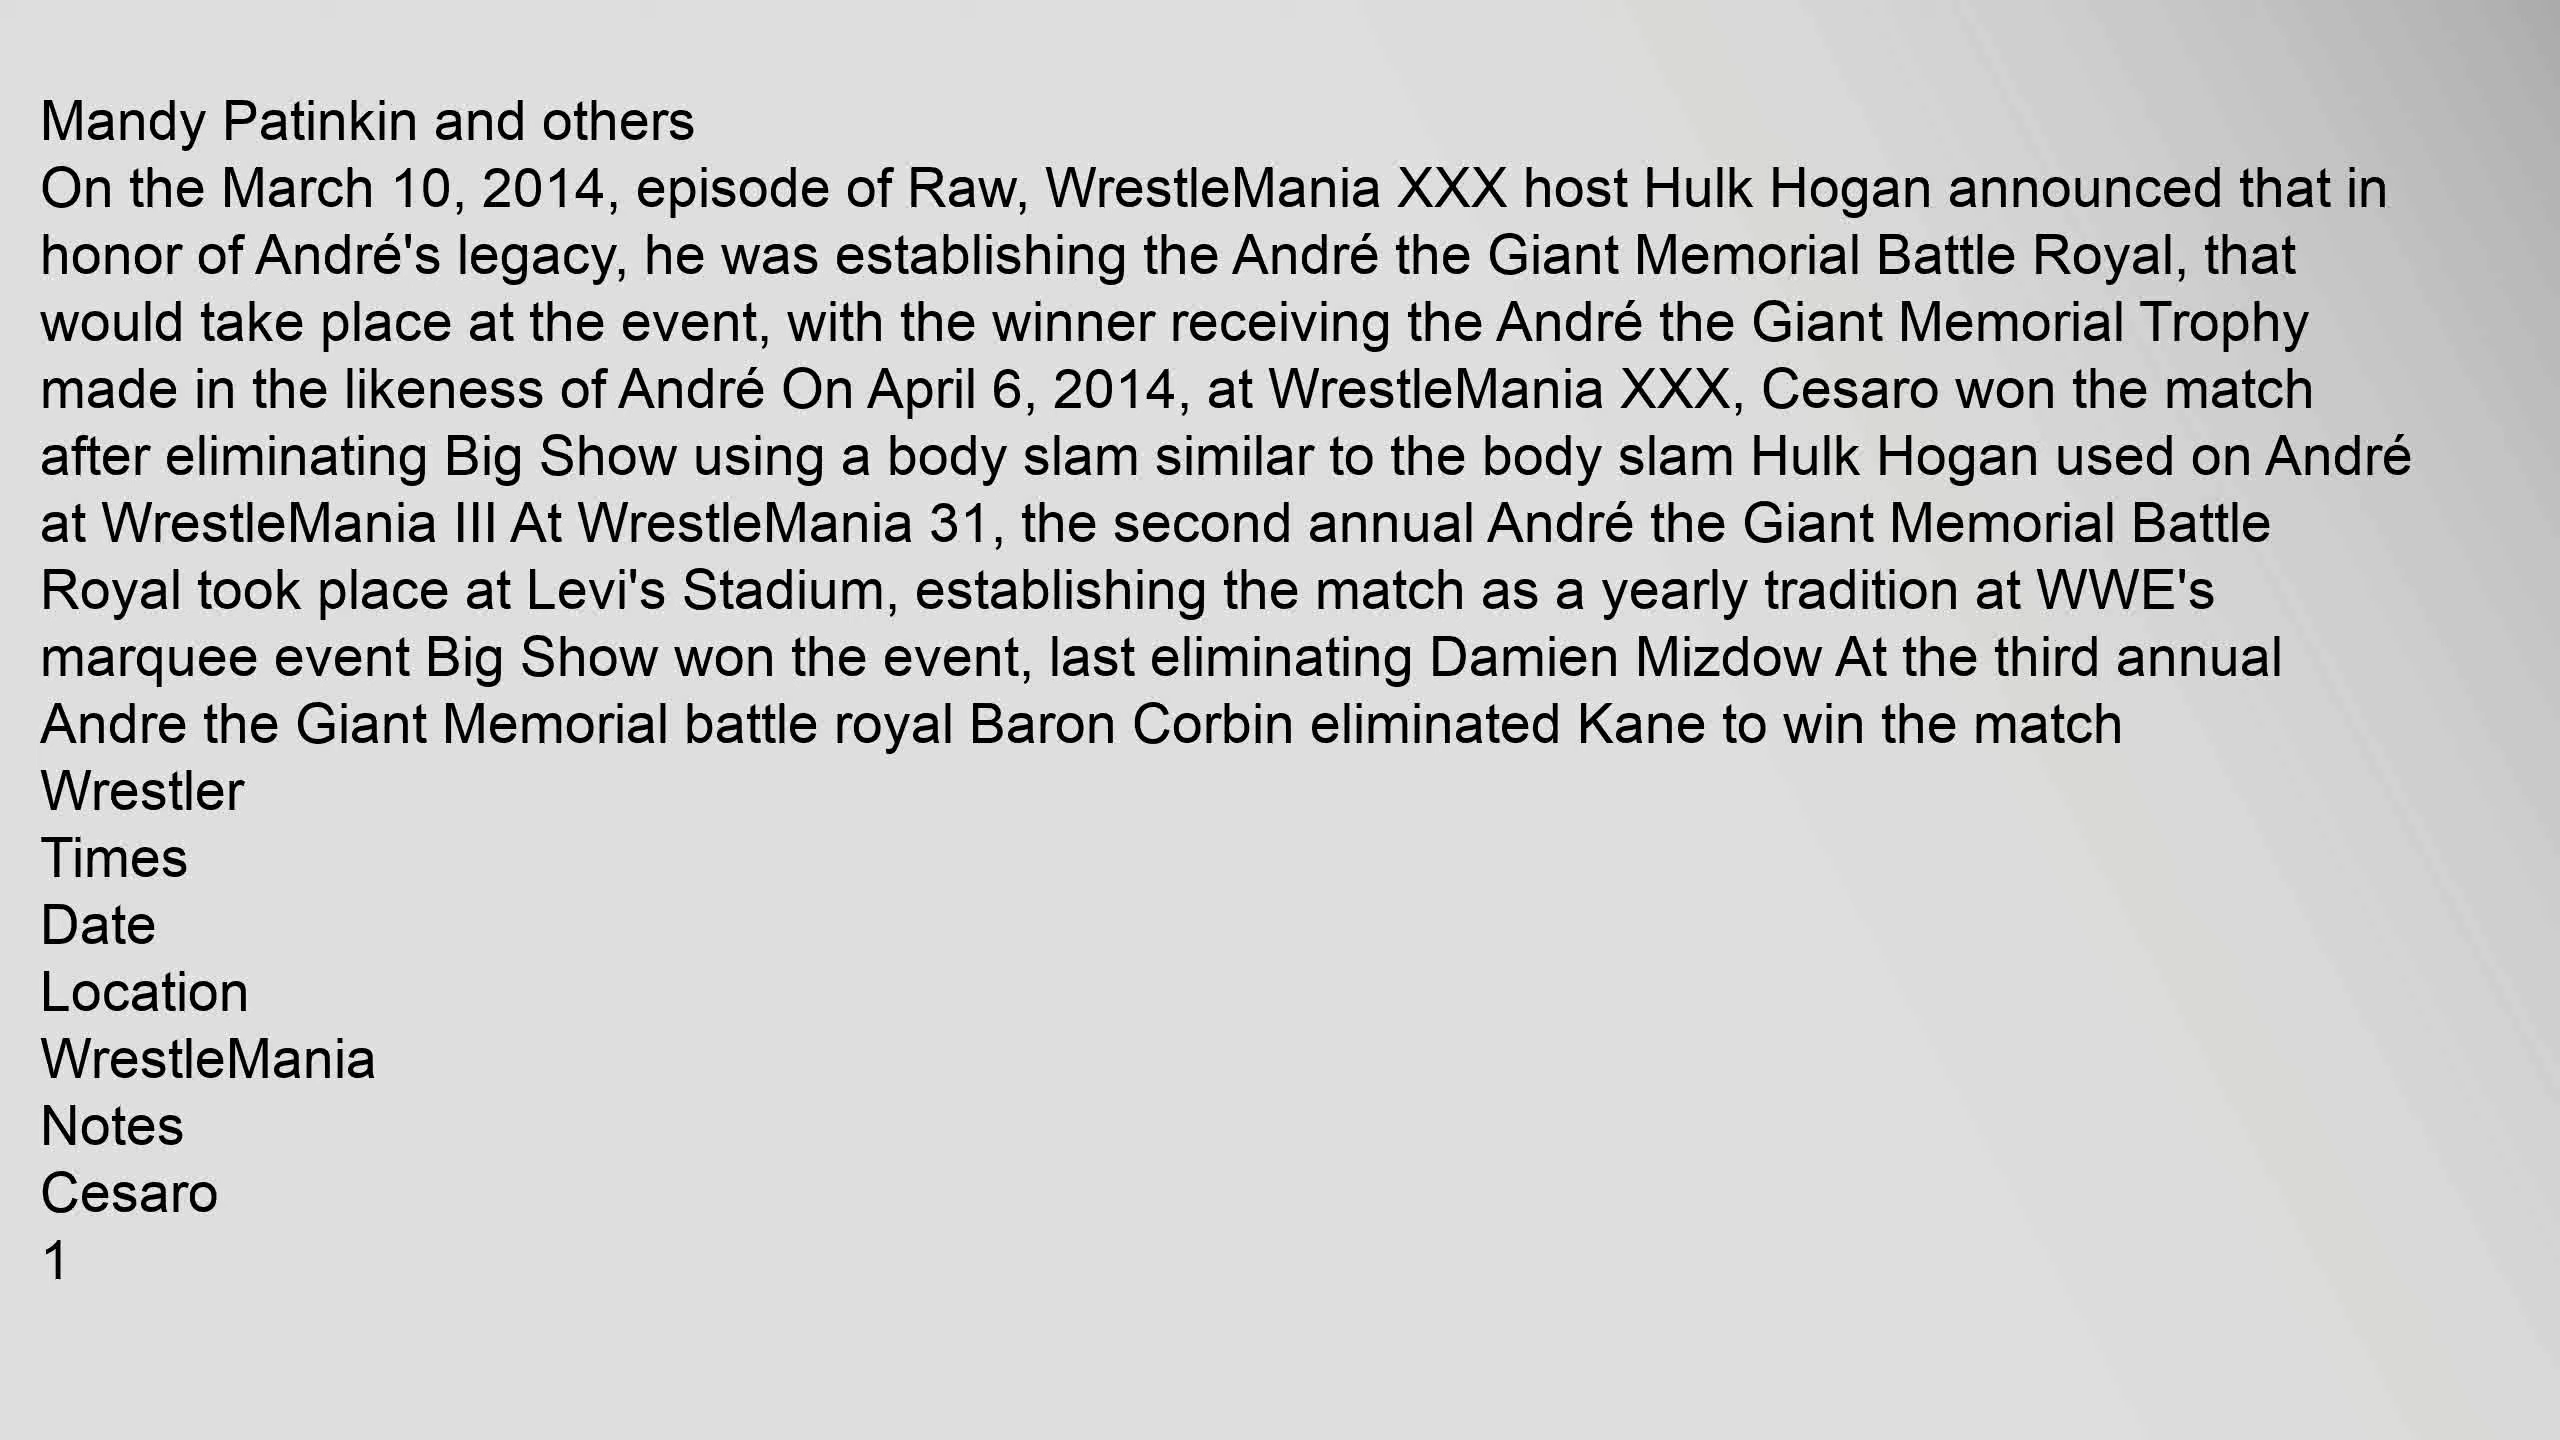 Mandy Patinkin and others
On the March 10, 2014, episode of Raw, WrestleMania XXX host Hulk Hogan announced that in
honor of André's legacy, he was establishing the André the Giant Memorial Battle Royal, that
would take place at the event, with the winner receiving the André the Giant Memorial Trophy
made in the likeness of André On April 6, 2014, at WrestleMania XXX, Cesaro won the match
after eliminating Big Show using a body slam similar to the body slam Hulk Hogan used on André
at WrestleMania III At WrestleMania 31, the second annual André the Giant Memorial Battle
Royal took place at Levi's Stadium, establishing the match as a yearly tradition at WWE's
marquee event Big Show won the event, last eliminating Damien Mizdow At the third annual
Andre the Giant Memorial battle royal Baron Corbin eliminated Kane to win the match
Wrestler
Times
Date
Location
WrestleMania
Notes
Cesaro
1